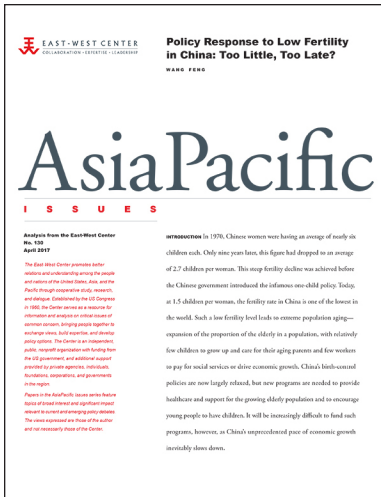 EAST-WEST CENTER
COLLABORATION • EXPERTISE • LEADERSHIP
Policy Response to Low Fertility
in China: Too Little, Too Late?
WANG FENG
AsiaPacific
ISSUES
Analysis from the East-West Center
No. 130
April 2017
The East-West Center promotes better
relations and understanding among the people
and nations of the United States, Asia, and the
Pacific through cooperative study, research,
and dialogue. Established by the US Congress
in 1960, the Center serves as a resource for
information and analysis on critical issues of
common concern, bringing people together to
exchange views, build expertise, and develop
policy options. The Center is an independent,
public, nonprofit organization with funding from
the US government, and additional support
provided by private agencies, individuals,
foundations, corporations, and governments
in the region.
Papers in the AsiaPacific Issues series feature
topics of broad interest and significant impact
relevant to current and emerging policy debates.
The views expressed are those of the author
and not necessarily those of the Center.
INTRODUCTION In 1970, Chinese women were having an average of nearly six
children each. Only nine years later, this figure had dropped to an average
of 2.7 children per woman. This steep fertility decline was achieved before
the Chinese government introduced the infamous one-child policy. Today,
at 1.5 children per woman, the fertility rate in China is one of the lowest in
the world. Such a low fertility level leads to extreme population aging—
expansion of the proportion of the elderly in a population, with relatively
few children to grow up and care for their aging parents and few workers
to pay for social services or drive economic growth. China's birth-control
policies are now largely relaxed, but new programs are needed to provide
healthcare and support for the growing elderly population and to encourage
young people to have children. It will be increasingly difficult to fund such
programs, however, as China's unprecedented pace of economic growth
inevitably slows down.